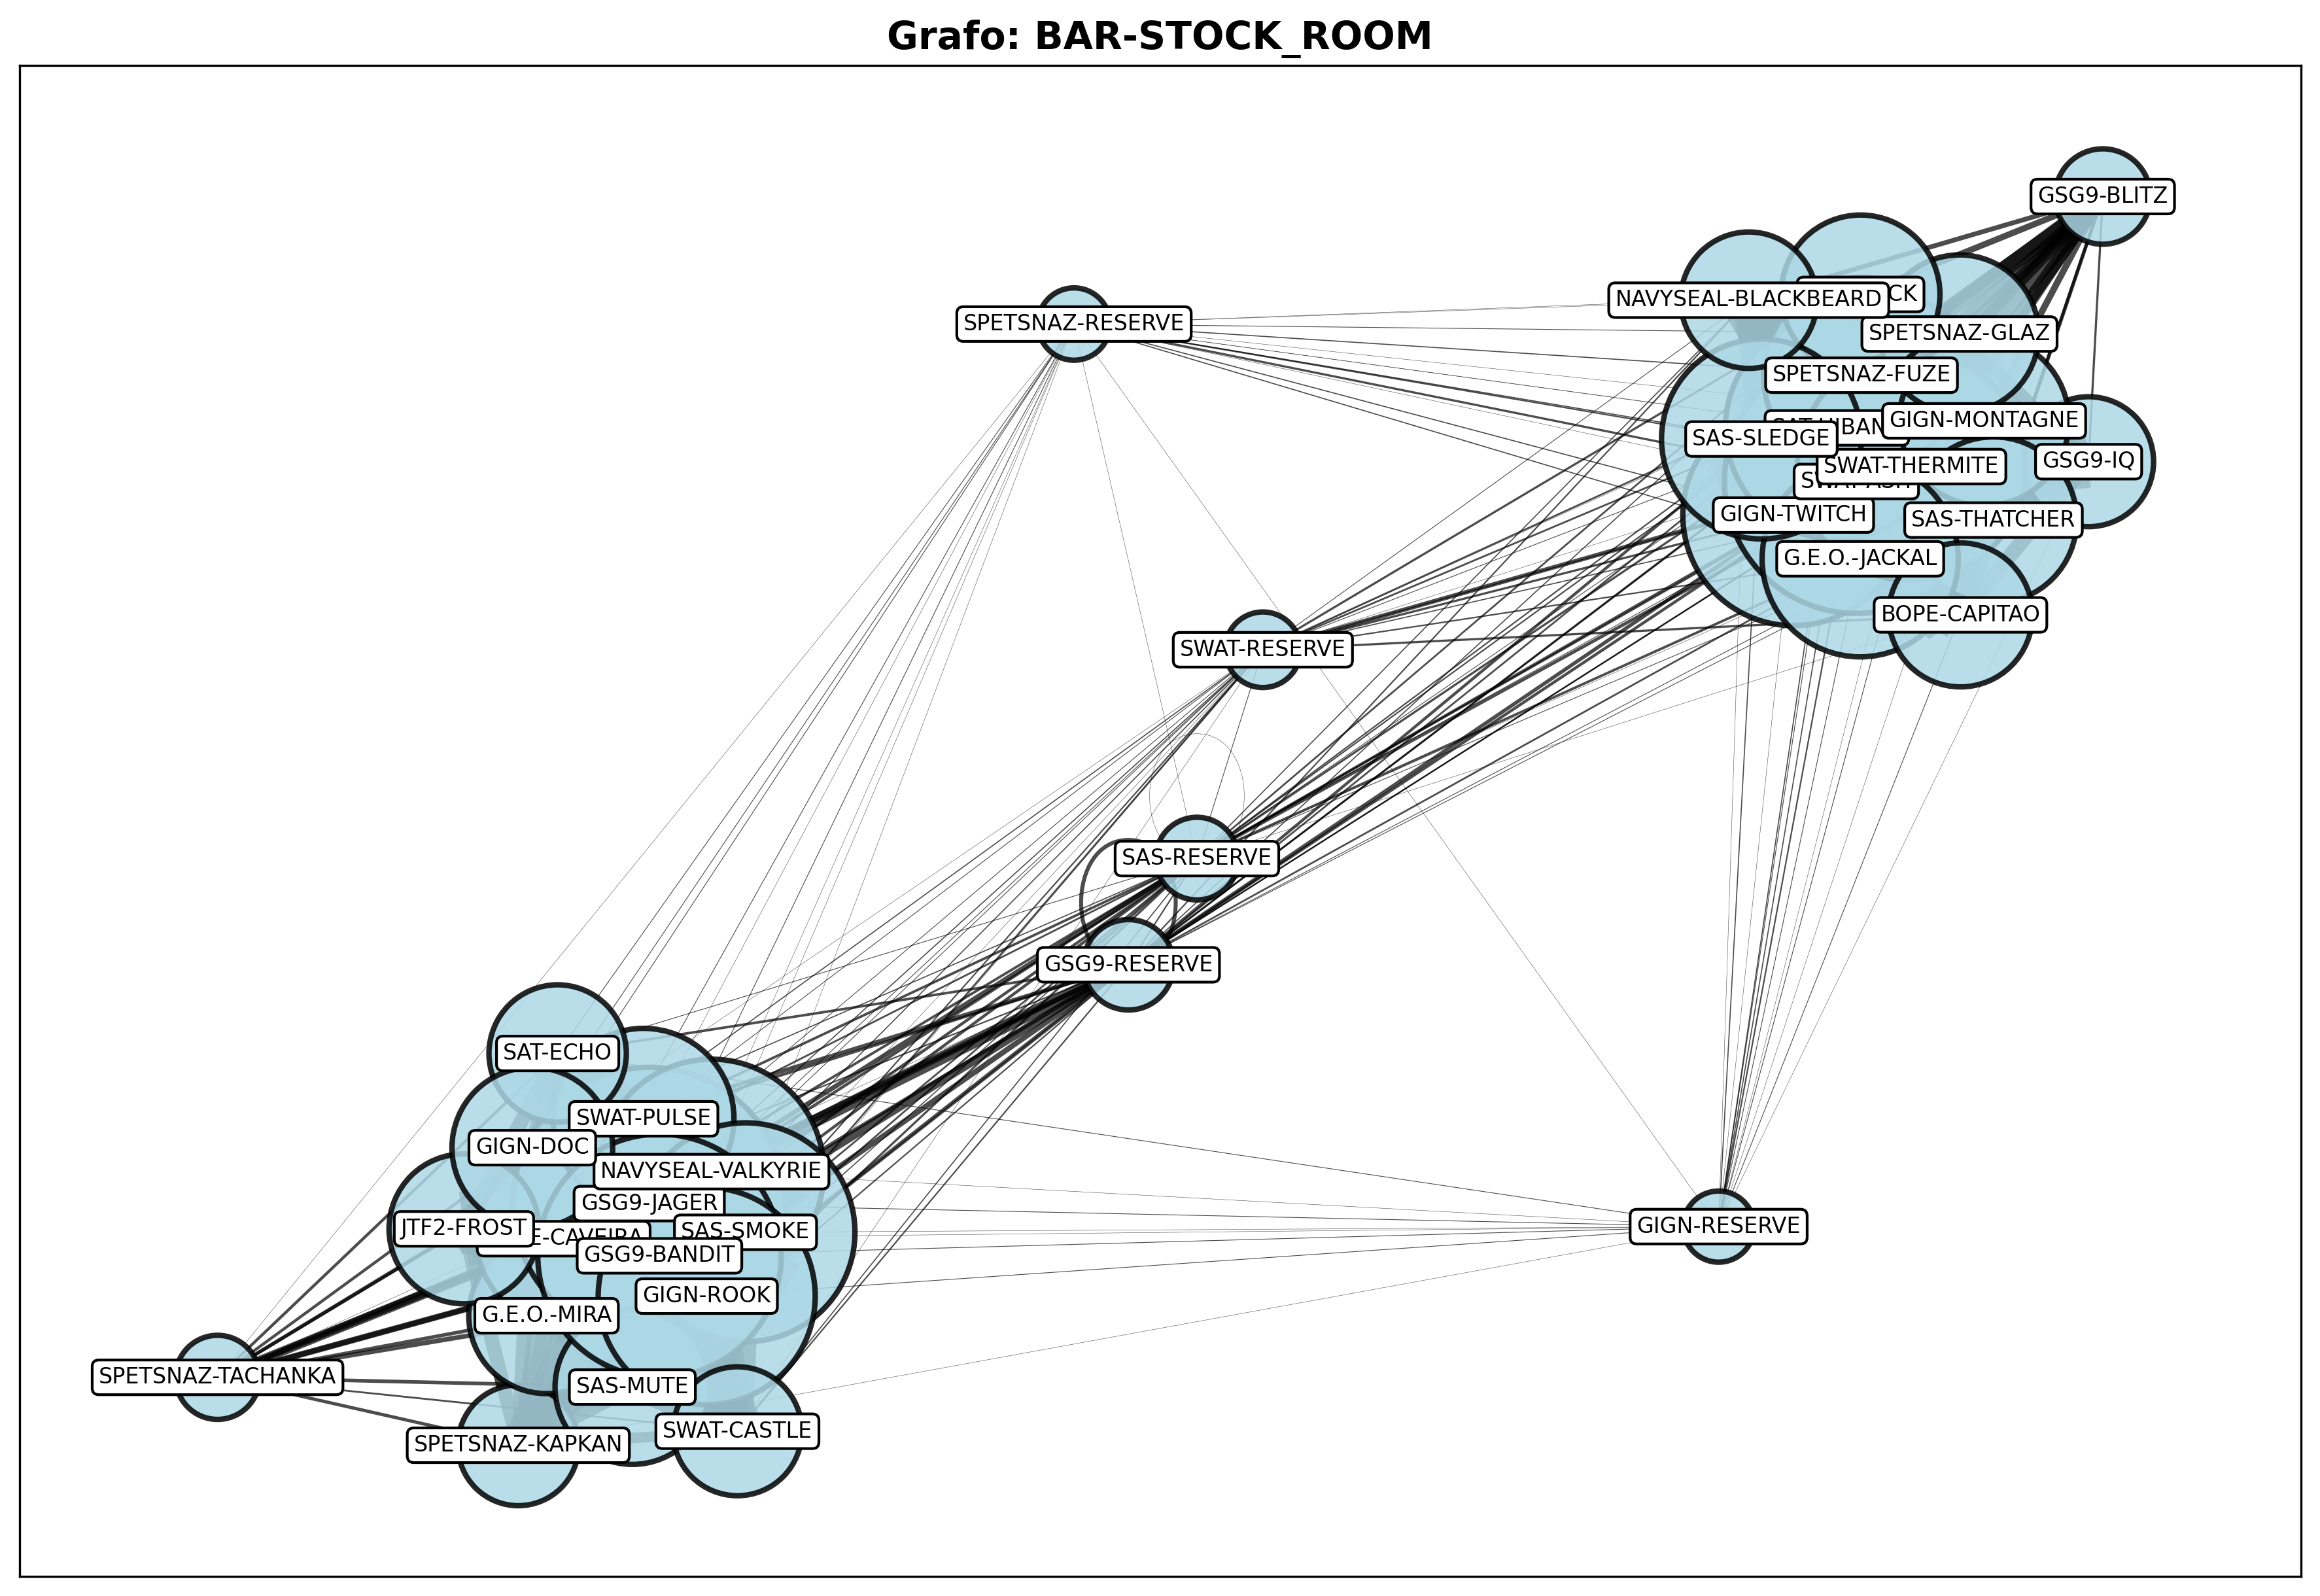 Grafo: BAR-STOCK_ROOM
GSG9-BLITZ
NAVYSEAL-BLACKBEARD
SPETSNAZ-RESERVE
SPETSNAZ-GLAZ
SPETSNAZ-FUZE
GIGN-MONTAGNE
SAS-SLEDGE
GSG9-IQ
SWAT-THERMITE
GIGN-TWITCH
SAS-THATCHER
G.E.O.-JACKAL
BOPE-CAPITAO
SWAT-RESERVE
SAS-RESERVE
GSG9-RESERVE
SAT-ECHO
SWAT-PULSE
GIGN-DOC
NAVYSEAL-VALKYRIE
GSG9-JAGER
JTF2-FROST
SAS-SMOKE
GIGN-RESERVE
GSG9-BANDIT
GIGN-ROOK
G.E.O.-MIRA
SPETSNAZ-TACHANKA
SAS-MUTE
SWAT-CASTLE
SPETSNAZ-KAPKAN